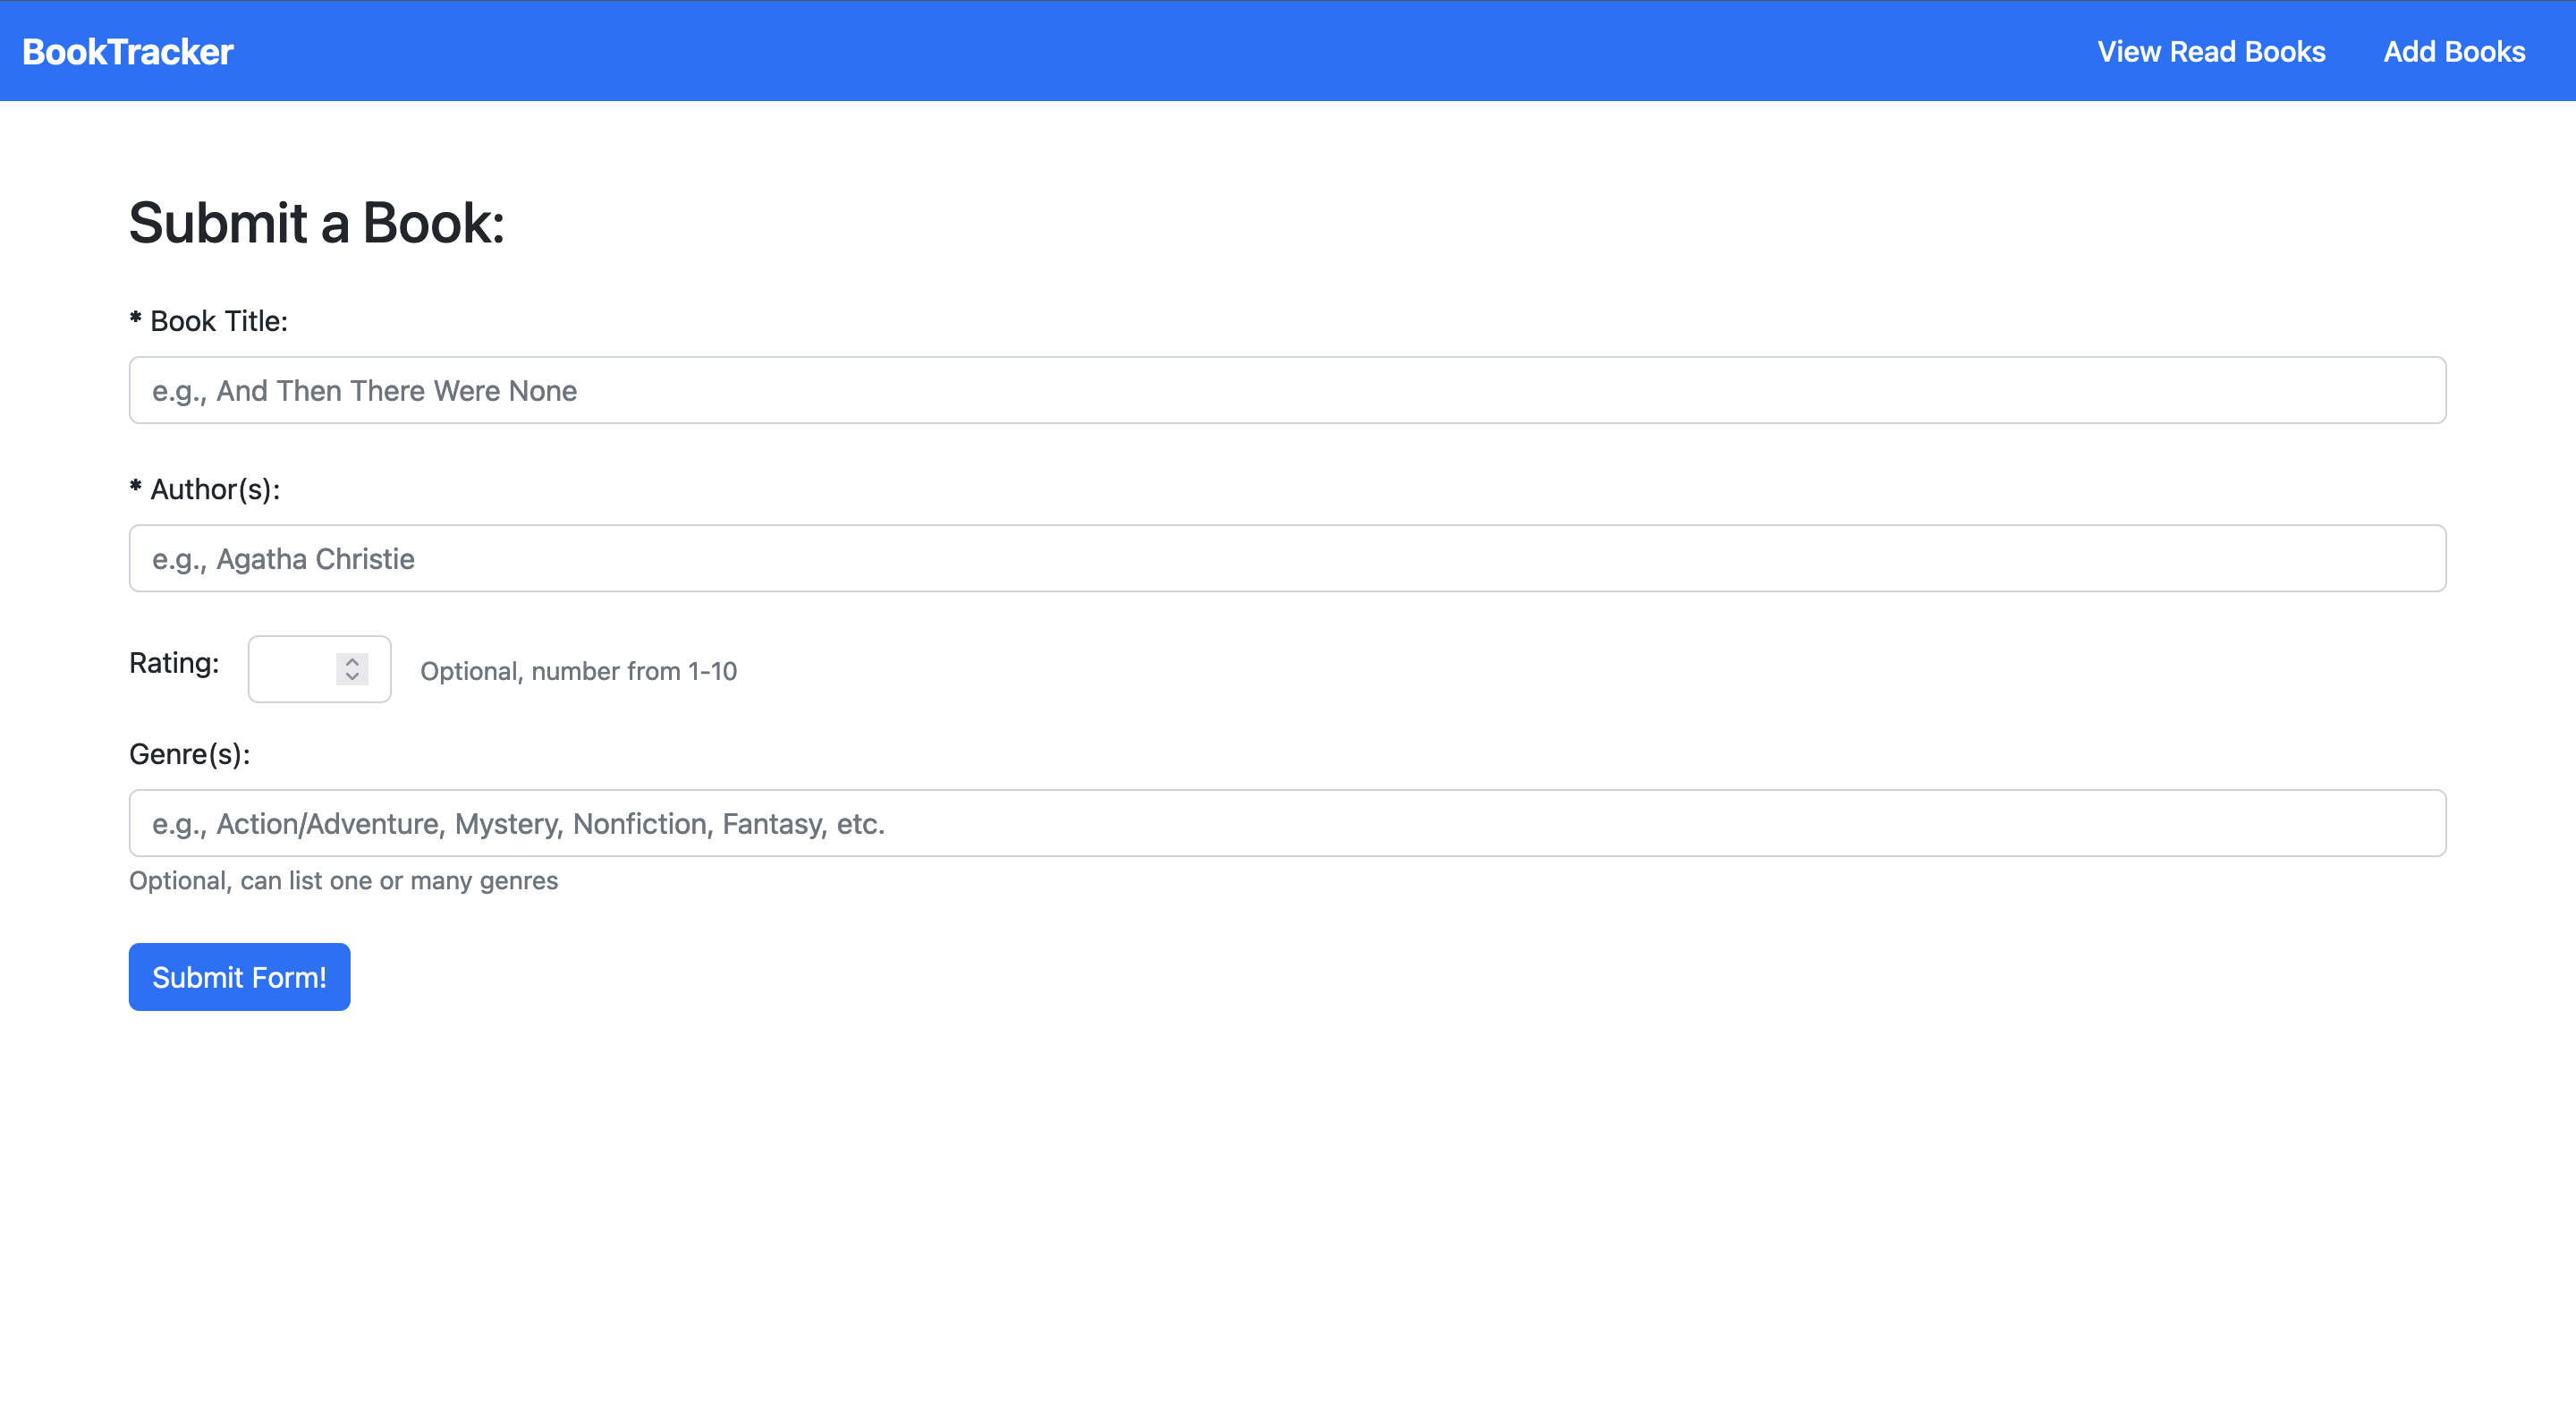 BookTracker View Read Books Add Books
Submit a Book:
* Book Title:
e.g., And Then There Were None
* Author(s):
e.g., Agatha Christie
Rating: Optional, number from 1-10
Genre(s):
e.g., Action/Adventure, Mystery, Nonfiction, Fantasy, etc.
Optional, can list one or many genres
Submit Form!